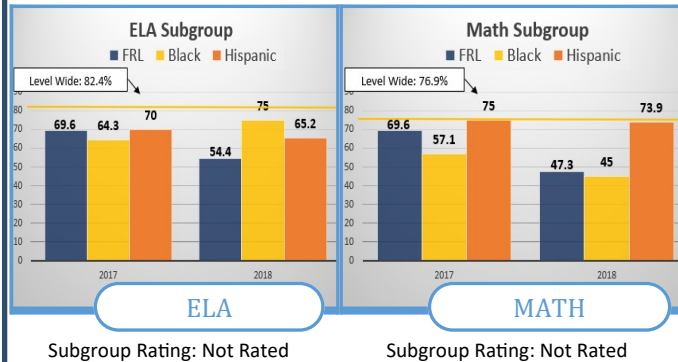 ELA Subgroup
FRL Black Hispanic
Level Wide: 82.4%
90
80
70
60
50
40
30
20
10
0
69.6 64.3 70
54.4 75 65.2
2017 2018
ELA
Subgroup Rating: Not Rated
Math Subgroup
FRL Black Hispanic
Level Wide: 76.9%
90
80
70
60
50
40
30
20
10
0
69.6 57.1 75
47.3 45 73.9
2017 2018
MATH
Subgroup Rating: Not Rated